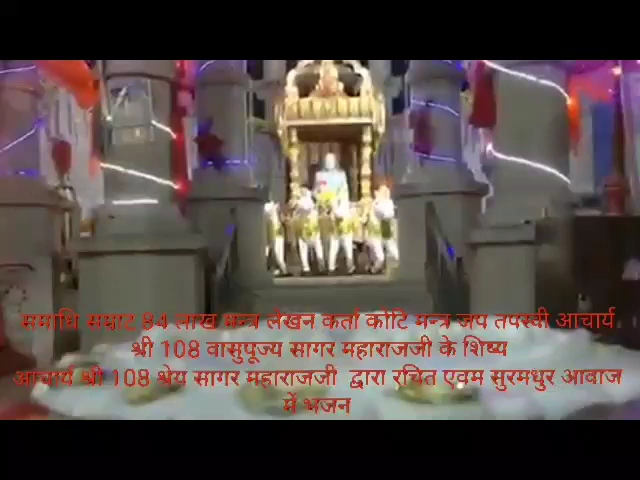 समाधि सम्राट 84 लाख मन्त्र लेखन कर्ता कोटि मन्त्र जप तपस्वी आचार्य
श्री 108 वासुपूज्य सागर महाराजजी के शिष्य
आचार्य श्री 108 श्रेय सागर महाराजजी द्वारा रचित एवम सुरमधुर आवाज
में भजन